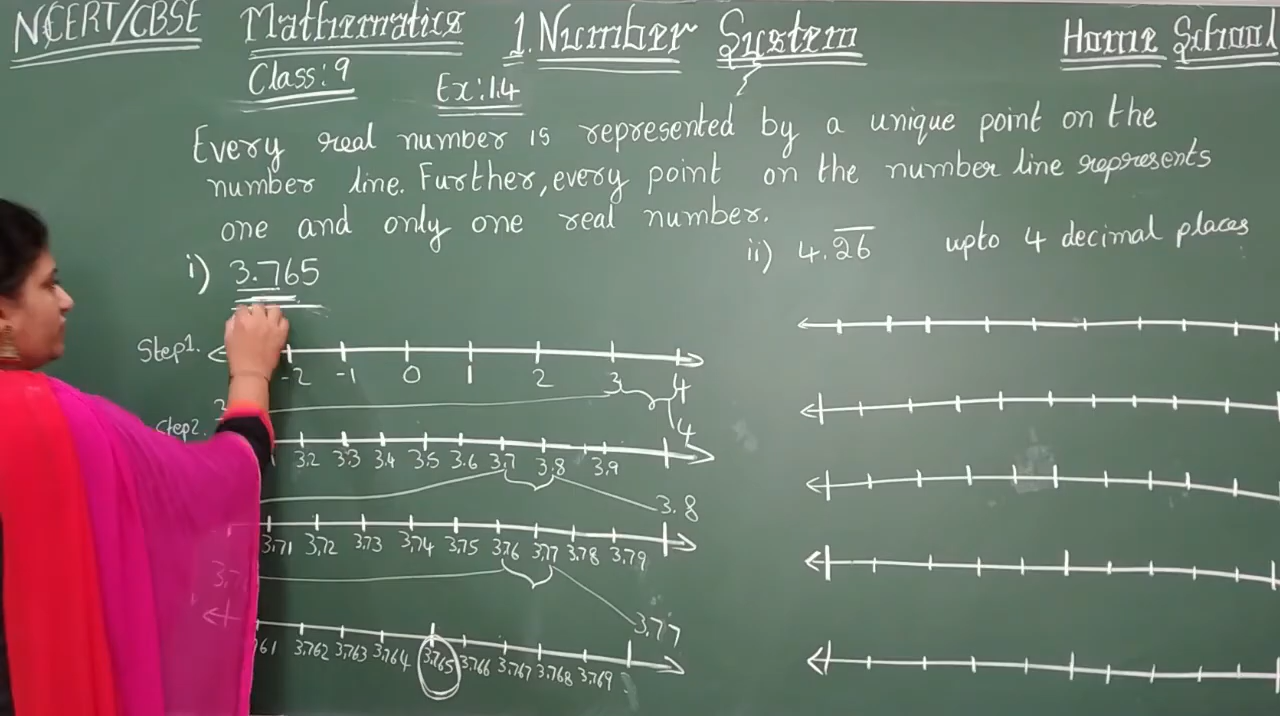 NCERT/CBSE Mathematics 1. Number System Home School
Class: 9 Ex: 1.4
Every real number is represented by a unique point on the
number line. Further, every point on the number line represents
one and only one real number.
i) 3.765
ii) 4.26̅ upto 4 decimal places
Step1.
-2 -1 0 1 2 3 4
3 4
Step2.
3.2 3.3 3.4 3.5 3.6 3.7 3.8 3.9
3.8
3.71 3.72 3.73 3.74 3.75 3.76 3.77 3.78 3.79
3.77
3.762 3.763 3.764 3.765 3.766 3.767 3.768 3.769